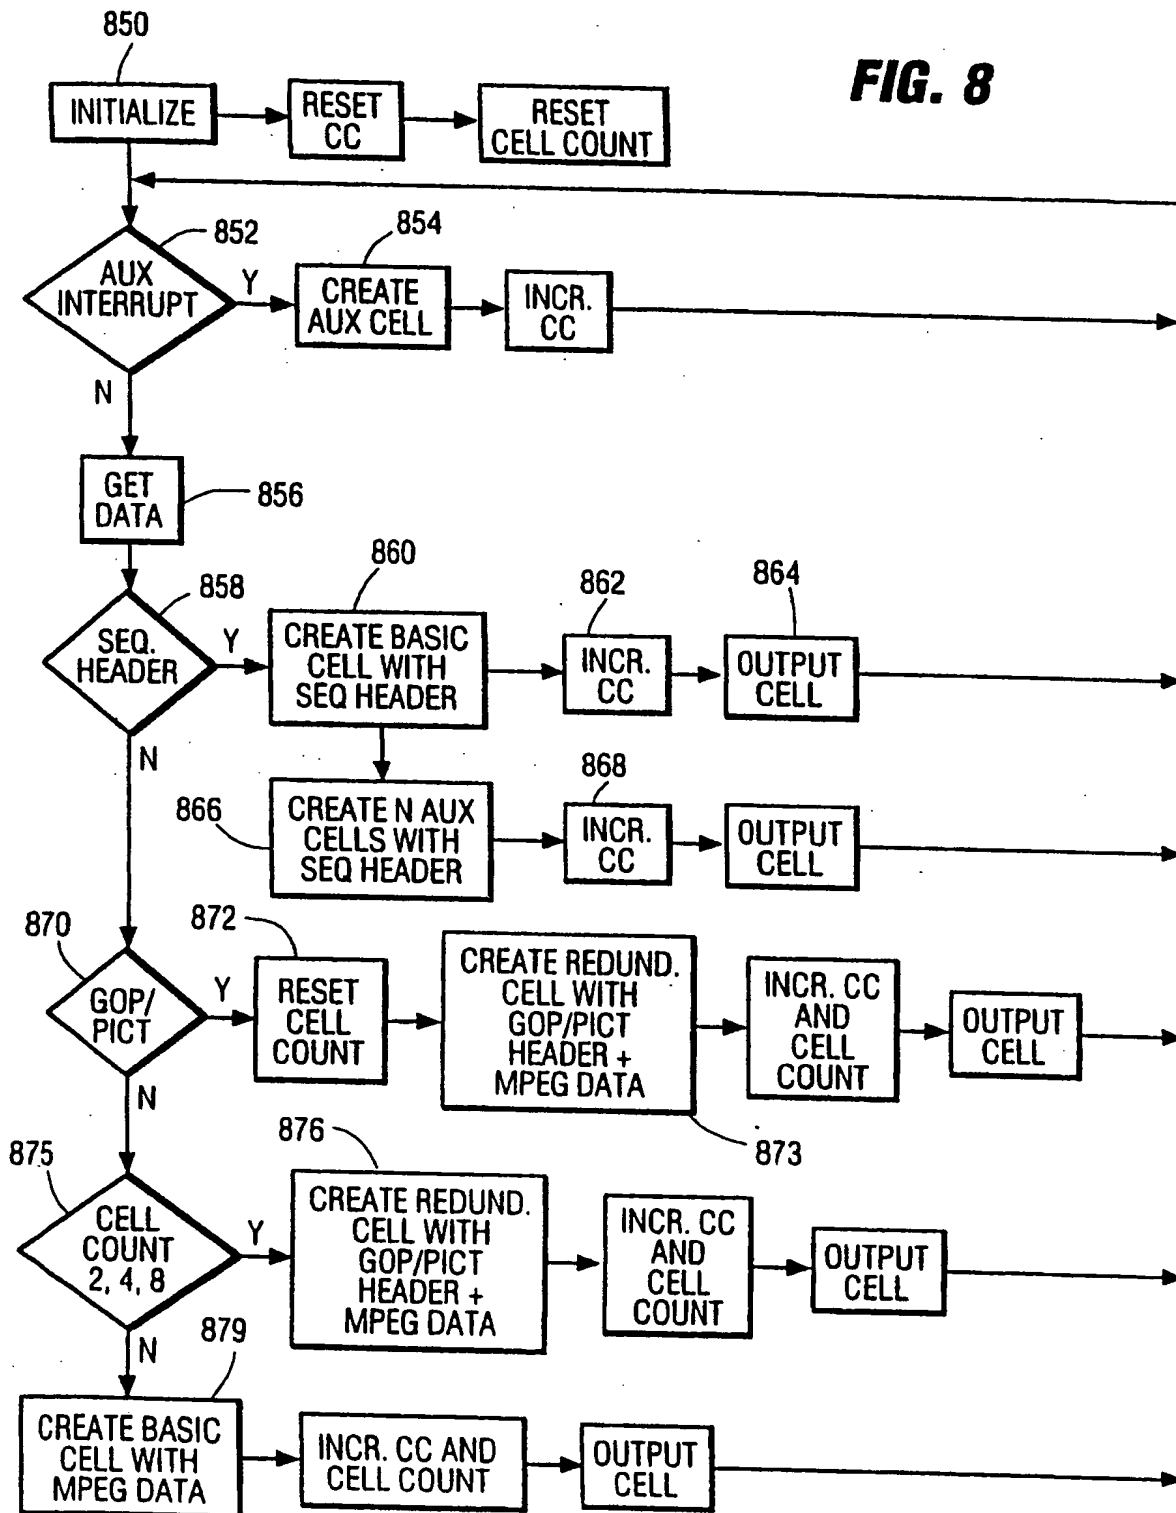 850
FIG. 8
INITIALIZE
RESET
CC
RESET
CELL COUNT
852
AUX
INTERRUPT
Y
N
854
CREATE
AUX CELL
INCR.
CC
GET
DATA
856
858
SEQ.
HEADER
Y
N
860
CREATE BASIC
CELL WITH
SEQ HEADER
862
INCR.
CC
864
OUTPUT
CELL
866
CREATE N AUX
CELLS WITH
SEQ HEADER
868
INCR.
CC
OUTPUT
CELL
870
GOP/
PICT
Y
N
872
RESET
CELL
COUNT
CREATE REDUND.
CELL WITH
GOP/PICT
HEADER +
MPEG DATA
873
INCR. CC
AND
CELL
COUNT
OUTPUT
CELL
875
CELL
COUNT
2, 4, 8
Y
N
876
CREATE REDUND.
CELL WITH
GOP/PICT
HEADER +
MPEG DATA
INCR. CC
AND
CELL
COUNT
OUTPUT
CELL
879
CREATE BASIC
CELL WITH
MPEG DATA
INCR. CC AND
CELL COUNT
OUTPUT
CELL